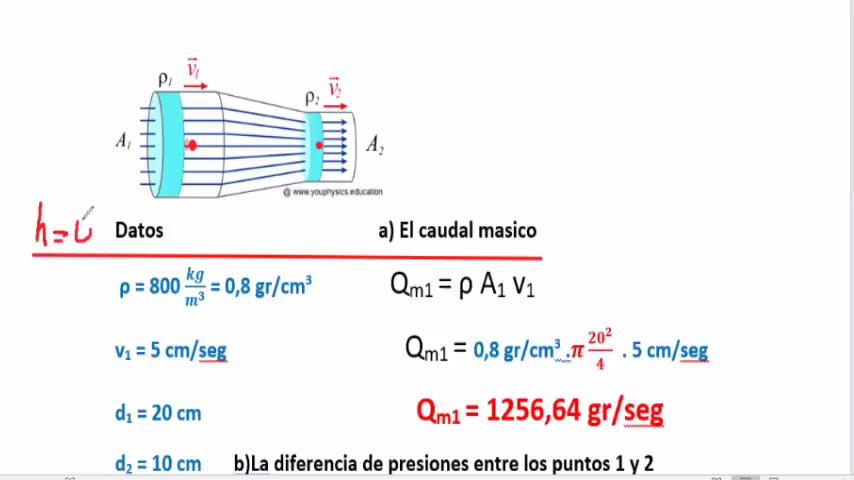 ρ₁ v⃗₁
ρ₂ v⃗₂
A₁ A₂
@ www.youphysics.education
h=0
Datos a) El caudal masico
ρ = 800 kg/m³ = 0,8 gr/cm³ Qm1 = ρ A₁ v₁
v₁ = 5 cm/seg Qm1 = 0,8 gr/cm³ .π 20²/4 . 5 cm/seg
d₁ = 20 cm Qm1 = 1256,64 gr/seg
d₂ = 10 cm b)La diferencia de presiones entre los puntos 1 y 2